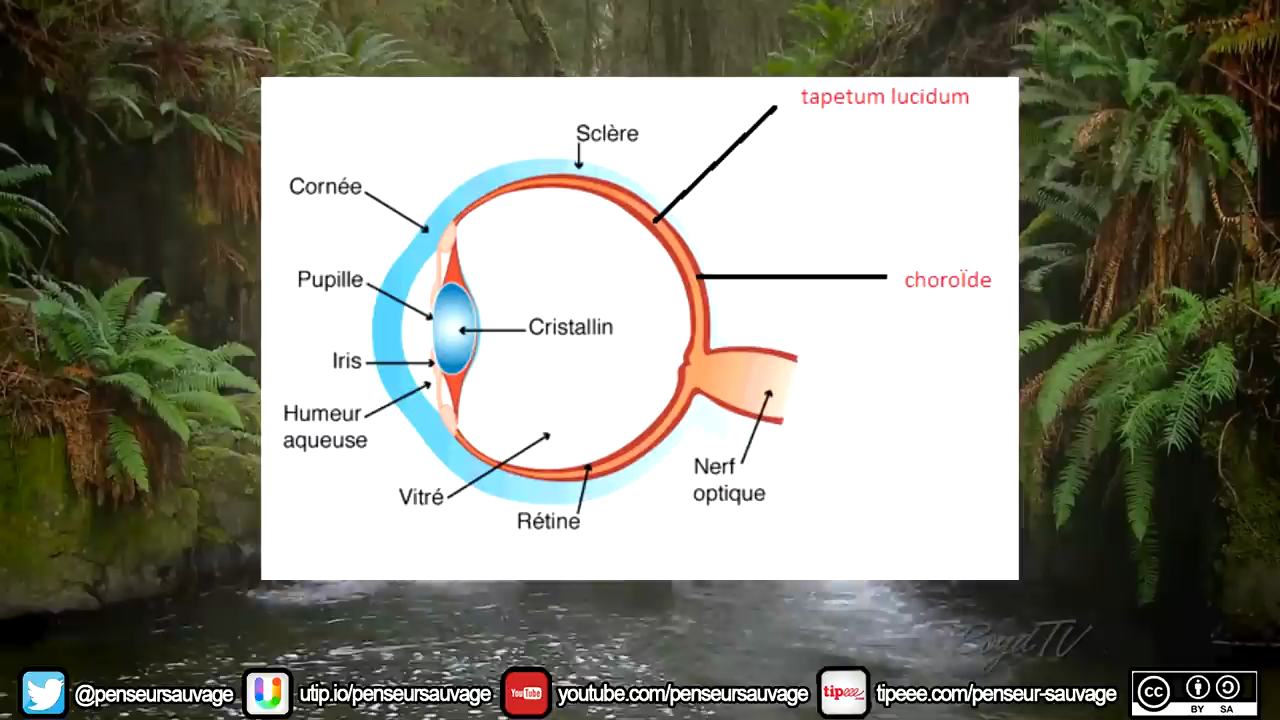 tapetum lucidum
Sclère
Cornée
Pupille
choroïde
Cristallin
Iris
Humeur
aqueuse
Nerf
optique
Vitré
Rétine
BoydTV
@penseursauvage
utip.io/penseursauvage
YouTube
youtube.com/penseursauvage
tipeee
tipeee.com/penseur-sauvage
cc
BY SA